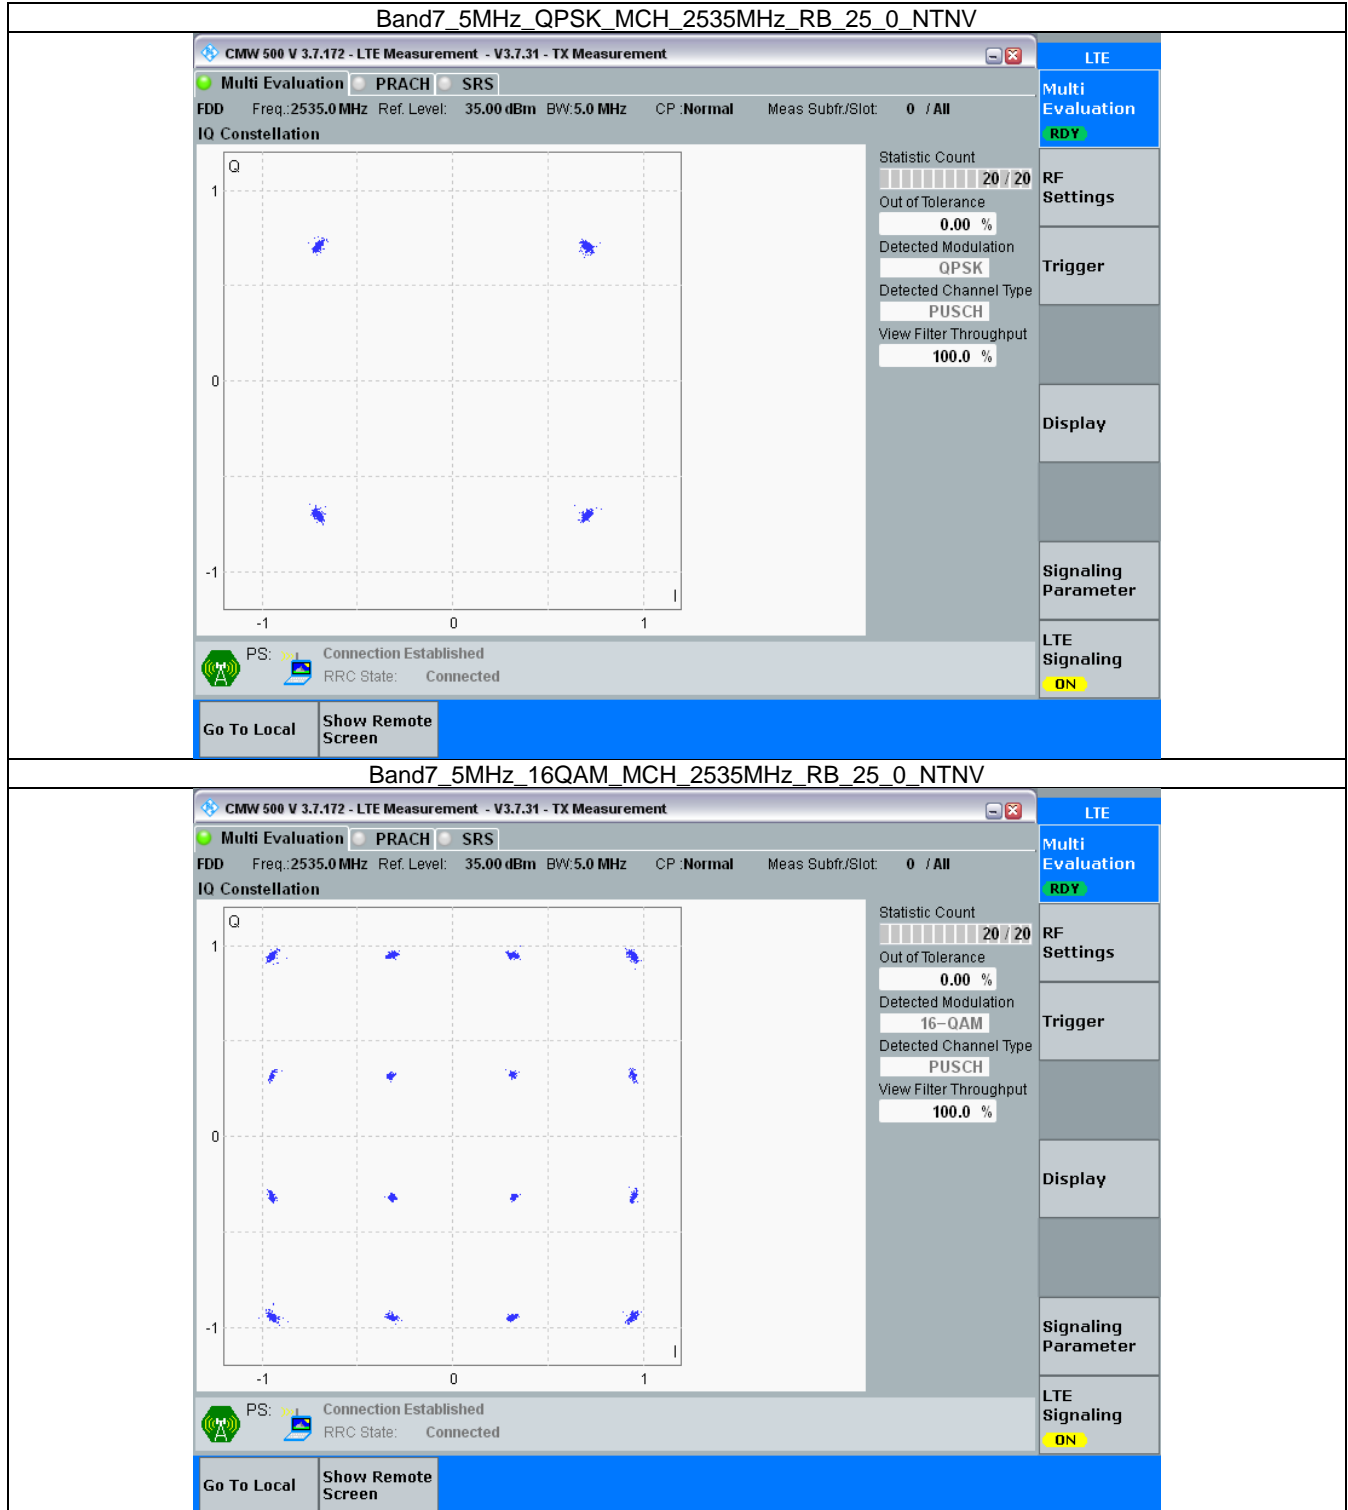 Band7_5MHz_QPSK_MCH_2535MHz_RB_25_0_NTNV
CMW 500 V 3.7.172 - LTE Measurement - V3.7.31 - TX Measurement
LTE
Multi Evaluation PRACH SRS
Multi Evaluation
RDY
FDD Freq.:2535.0 MHz Ref. Level: 35.00 dBm BW:5.0 MHz CP :Normal Meas Subfr./Slot: 0 / All
IQ Constellation
Q
1
0
-1
I
-1 0 1
Statistic Count
20 / 20
Out of Tolerance
0.00 %
Detected Modulation
QPSK
Detected Channel Type
PUSCH
View Filter Throughput
100.0 %
RF
Settings
Trigger
Display
Signaling
Parameter
LTE
Signaling
ON
PS: Connection Established
RRC State: Connected
Go To Local
Show Remote
Screen
Band7_5MHz_16QAM_MCH_2535MHz_RB_25_0_NTNV
CMW 500 V 3.7.172 - LTE Measurement - V3.7.31 - TX Measurement
LTE
Multi Evaluation PRACH SRS
Multi Evaluation
RDY
FDD Freq.:2535.0 MHz Ref. Level: 35.00 dBm BW:5.0 MHz CP :Normal Meas Subfr./Slot: 0 / All
IQ Constellation
Q
1
0
-1
I
-1 0 1
Statistic Count
20 / 20
Out of Tolerance
0.00 %
Detected Modulation
16-QAM
Detected Channel Type
PUSCH
View Filter Throughput
100.0 %
RF
Settings
Trigger
Display
Signaling
Parameter
LTE
Signaling
ON
PS: Connection Established
RRC State: Connected
Go To Local
Show Remote
Screen